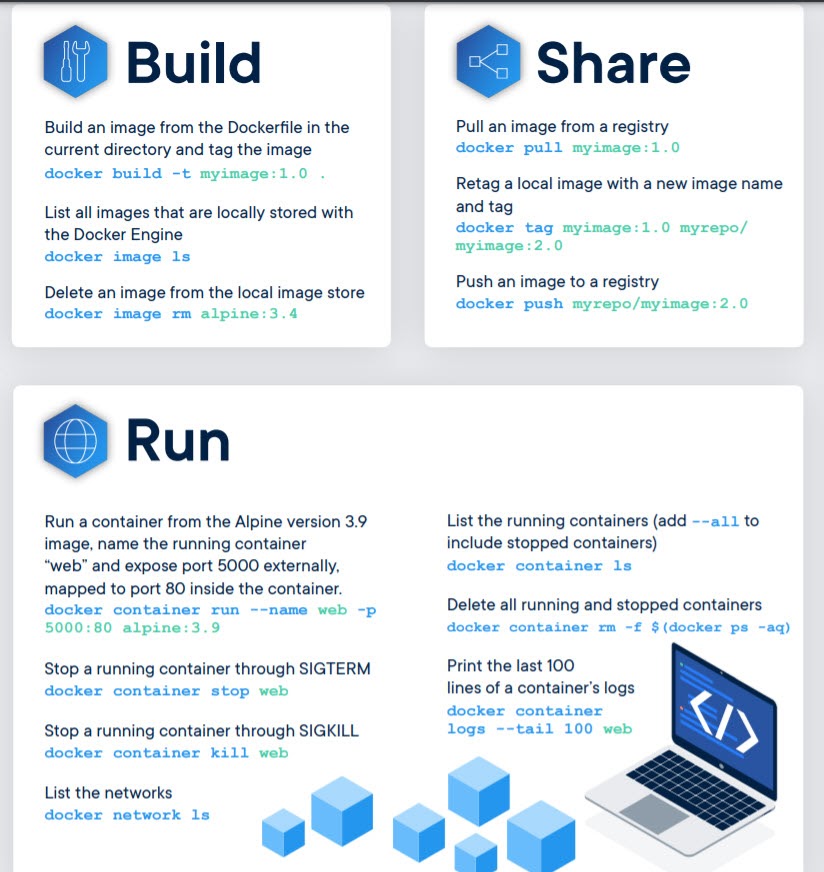 Build
Build an image from the Dockerfile in the
current directory and tag the image
docker build -t myimage:1.0 .
List all images that are locally stored with
the Docker Engine
docker image ls
Delete an image from the local image store
docker image rm alpine:3.4
Share
Pull an image from a registry
docker pull myimage:1.0
Retag a local image with a new image name
and tag
docker tag myimage:1.0 myrepo/
myimage:2.0
Push an image to a registry
docker push myrepo/myimage:2.0
Run
Run a container from the Alpine version 3.9
image, name the running container
“web” and expose port 5000 externally,
mapped to port 80 inside the container.
docker container run --name web -p
5000:80 alpine:3.9
Stop a running container through SIGTERM
docker container stop web
Stop a running container through SIGKILL
docker container kill web
List the networks
docker network ls
List the running containers (add --all to
include stopped containers)
docker container ls
Delete all running and stopped containers
docker container rm -f $(docker ps -aq)
Print the last 100
lines of a container’s logs
docker container
logs --tail 100 web
</>